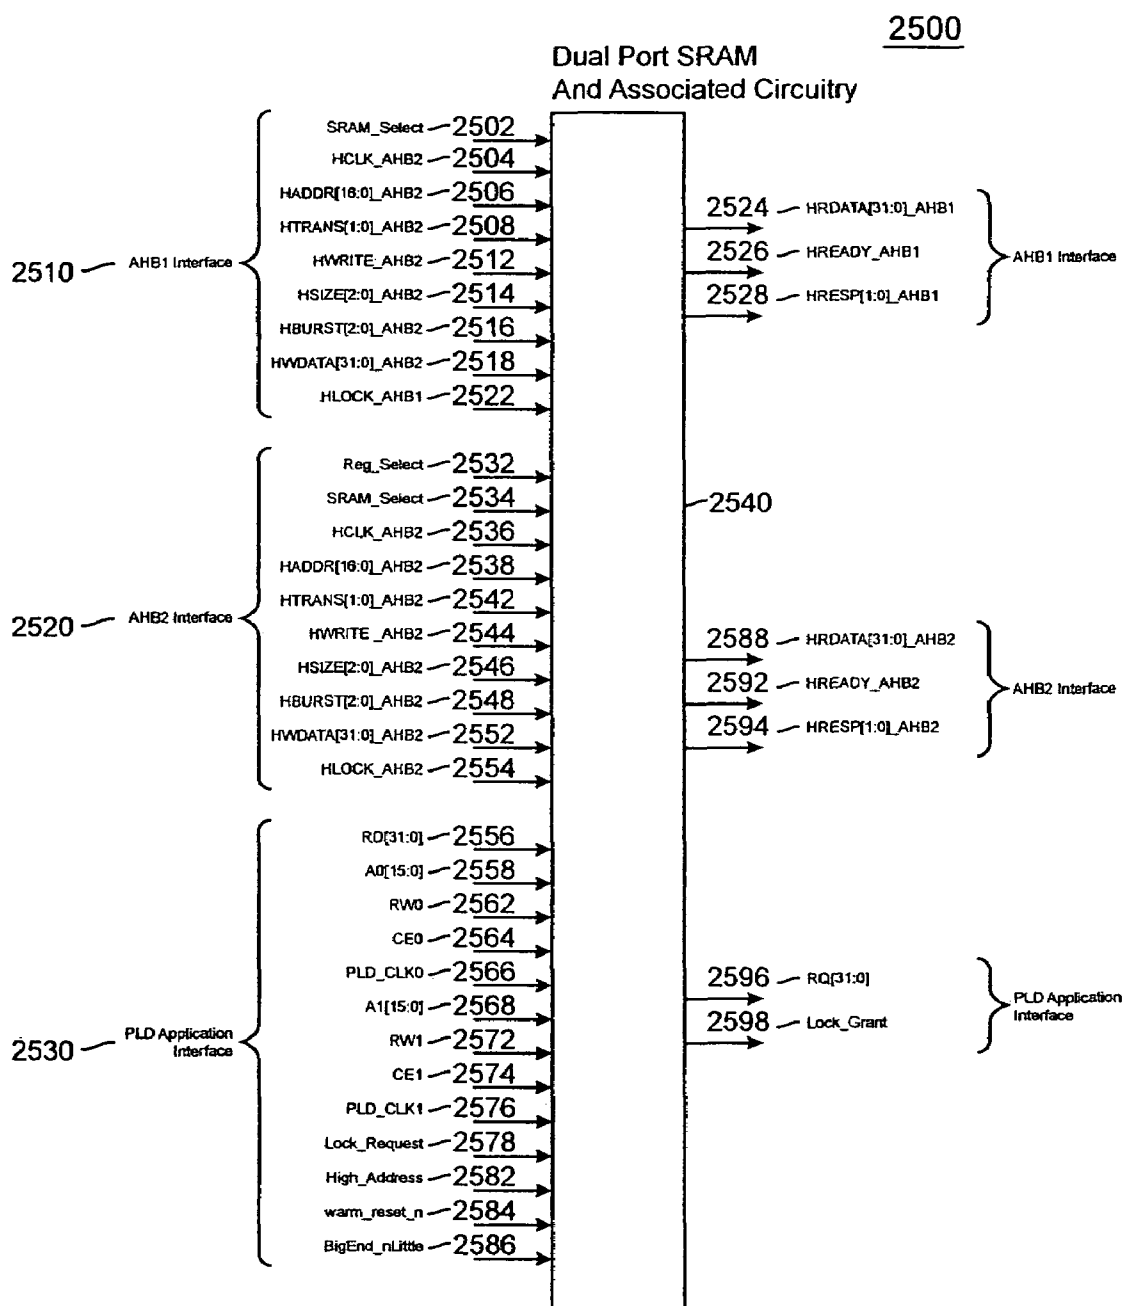 2500
Dual Port SRAM
And Associated Circuitry
2510 AHB1 Interface
SRAM_Select 2502
HCLK_AHB2 2504
HADDR[16:0]_AHB2 2506
HTRANS[1:0]_AHB2 2508
HWRITE_AHB2 2512
HSIZE[2:0]_AHB2 2514
HBURST[2:0]_AHB2 2516
HWDATA[31:0]_AHB2 2518
HLOCK_AHB1 2522
2524 HRDATA[31:0]_AHB1
2526 HREADY_AHB1
2528 HRESP[1:0]_AHB1
AHB1 Interface
2520 AHB2 Interface
Reg_Select 2532
SRAM_Select 2534
HCLK_AHB2 2536
HADDR[16:0]_AHB2 2538
HTRANS[1:0]_AHB2 2542
HWRITE _AHB2 2544
HSIZE[2:0]_AHB2 2546
HBURST[2:0]_AHB2 2548
HWDATA[31:0]_AHB2 2552
HLOCK_AHB2 2554
2540
2588 HRDATA[31:0]_AHB2
2592 HREADY_AHB2
2594 HRESP[1:0]_AHB2
AHB2 Interface
2530 PLD Application
Interface
RD[31:0] 2556
A0[15:0] 2558
RW0 2562
CE0 2564
PLD_CLK0 2566
A1[15:0] 2568
RW1 2572
CE1 2574
PLD_CLK1 2576
Lock_Request 2578
High_Address 2582
warm_reset_n 2584
BigEnd_nLittle 2586
2596 RQ[31:0]
2598 Lock_Grant
PLD Application
Interface